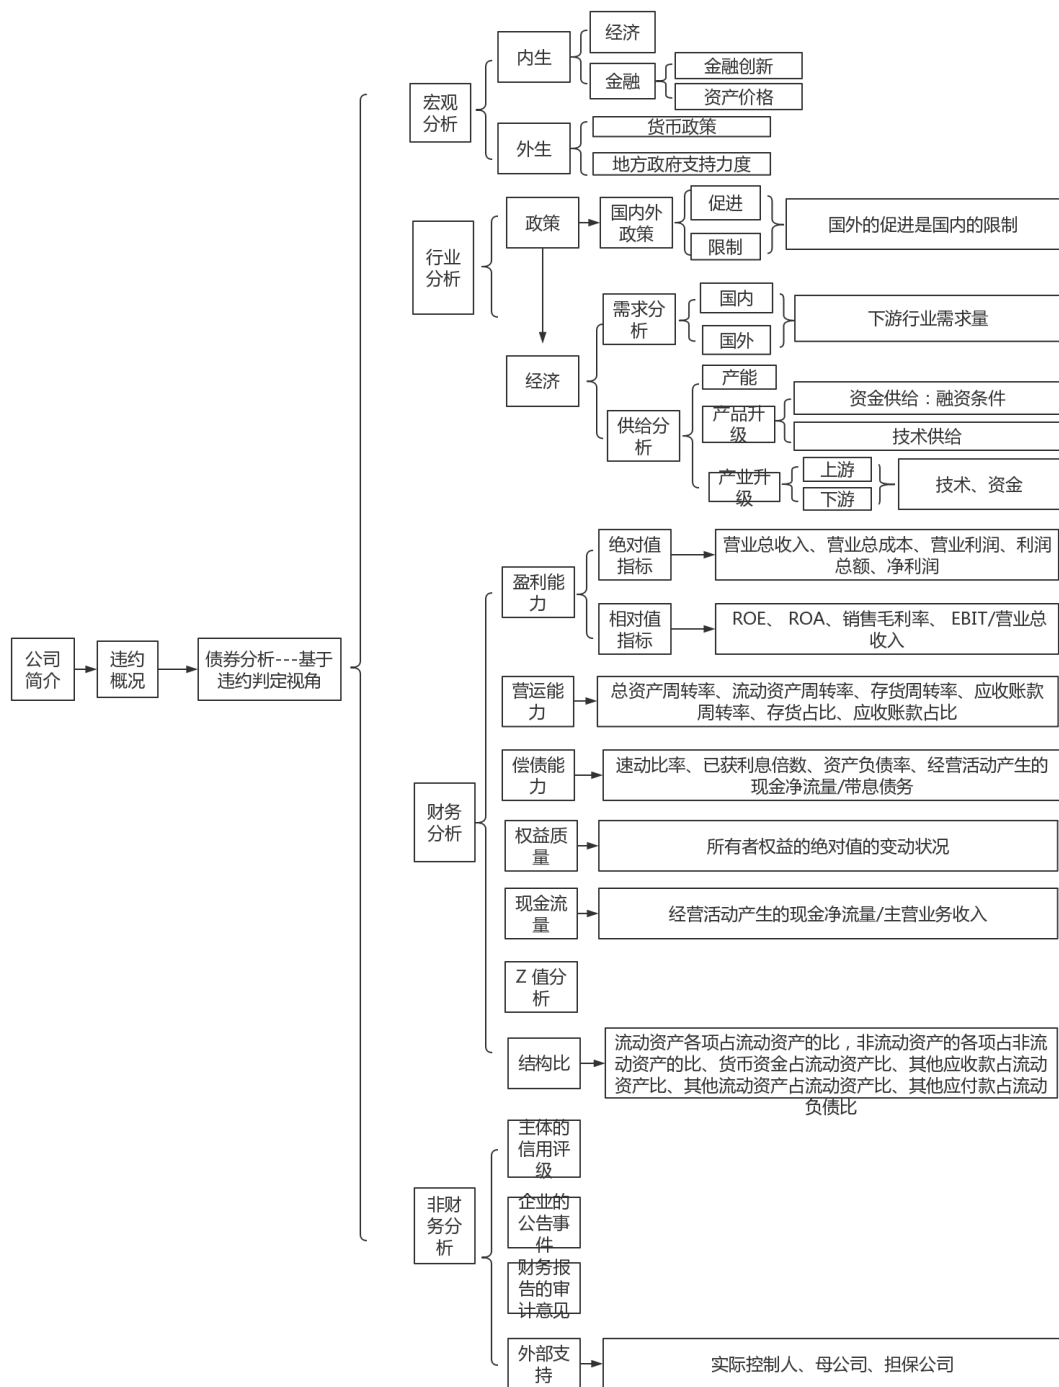 公司
简介
违约
概况
债券分析---基于
违约判定视角
宏观
分析
内生
经济
金融
金融创新
资产价格
外生
货币政策
地方政府支持力度
行业
分析
政策
国内外
政策
促进
限制
国外的促进是国内的限制
经济
需求分
析
国内
国外
下游行业需求量
供给分
析
产能
产品升
级
资金供给：融资条件
技术供给
产业升
级
上游
下游
技术、资金
财务
分析
盈利能
力
绝对值
指标
营业总收入、营业总成本、营业利润、利润
总额、净利润
相对值
指标
ROE、 ROA、销售毛利率、 EBIT/营业总
收入
营运能
力
总资产周转率、流动资产周转率、存货周转率、应收账款
周转率、存货占比、应收账款占比
偿债能
力
速动比率、已获利息倍数、资产负债率、经营活动产生的
现金净流量/带息债务
权益质
量
所有者权益的绝对值的变动状况
现金流
量
经营活动产生的现金净流量/主营业务收入
Z 值分
析
结构比
流动资产各项占流动资产的比，非流动资产的各项占非流
动资产的比、货币资金占流动资产比、其他应收款占流动
资产比、其他流动资产占流动资产比、其他应付款占流动
负债比
非财
务分
析
主体的
信用评
级
企业的
公告事
件
财务报
告的审
计意见
外部支
持
实际控制人、母公司、担保公司